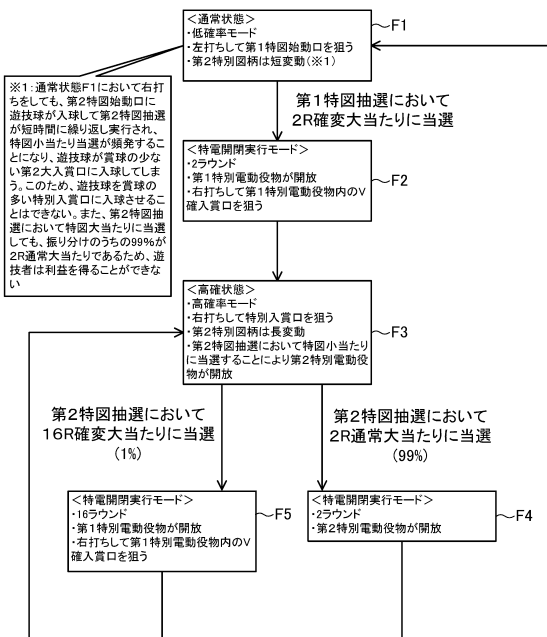 <通常状態>
・低確率モード
・左打ちして第1特図始動口を狙う
・第2特別図柄は短変動(※1)
F1
※1:通常状態F1において右打
ちをしても、第2特図始動口に
遊技球が入球して第2特図抽選
が短時間に繰り返し実行され、
特図小当たり当選が頻発するこ
とになり、遊技球が賞球の少な
い第2大入賞口に入球してしま
う。このため、遊技球を賞球の
多い特別入賞口に入球させるこ
とはできない。また、第2特図抽
選において特図大当たりに当選
しても、振り分けのうちの99%が
2R通常大当たりであるため、遊
技者は利益を得ることができな
い
第1特図抽選において
2R確変大当たりに当選
<特電開閉実行モード>
・2ラウンド
・第1特別電動役物が開放
・右打ちして第1特別電動役物内のV
確入賞口を狙う
F2
<高確状態>
・高確率モード
・右打ちして特別入賞口を狙う
・第2特別図柄は長変動
・第2特図抽選において特図小当たり
に当選することにより第2特別電動役
物が開放
F3
第2特図抽選において
16R確変大当たりに当選
(1%)
第2特図抽選において
2R通常大当たりに当選
(99%)
<特電開閉実行モード>
・16ラウンド
・第1特別電動役物が開放
・右打ちして第1特別電動役物内のV
確入賞口を狙う
F5
<特電開閉実行モード>
・2ラウンド
・第2特別電動役物が開放
F4